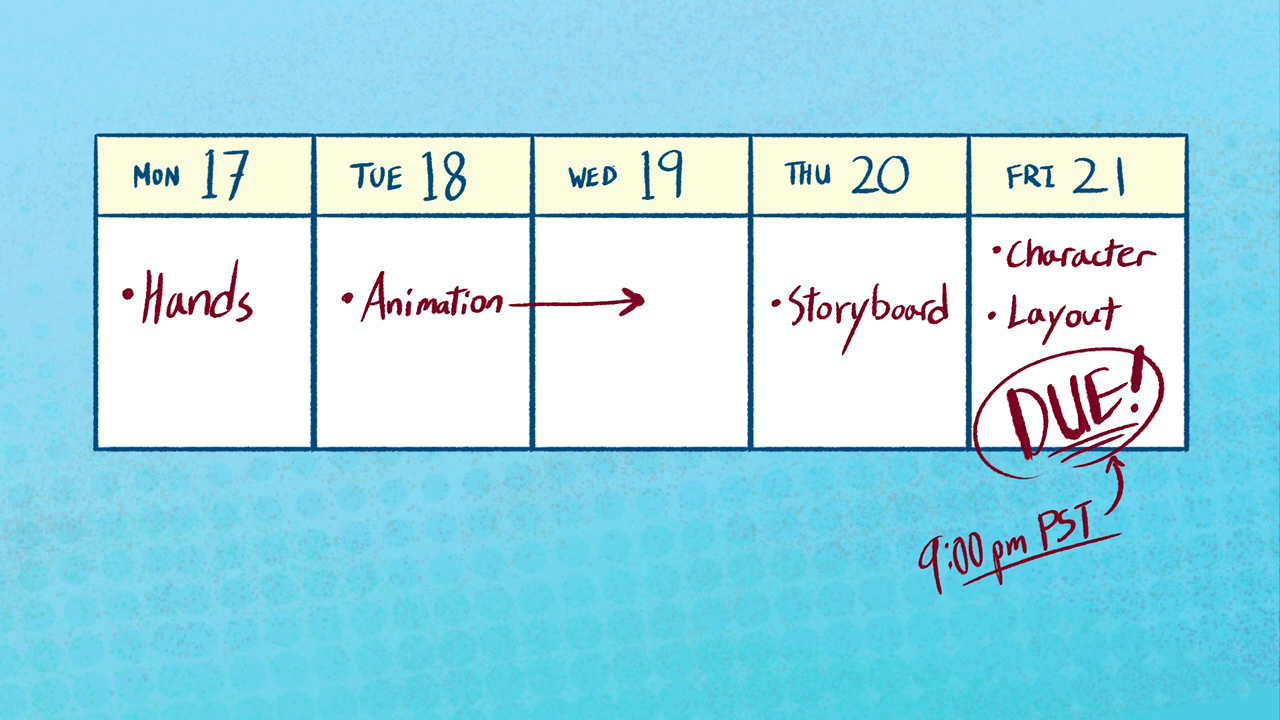 MON 17
TUE 18
WED 19
THU 20
FRI 21
• Hands
• Animation →
• Storyboard
• Character
• Layout
DUE!
9:00 pm PST